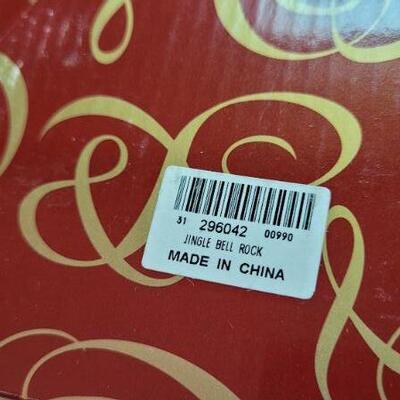 31 296042 00990
JINGLE BELL ROCK
MADE IN CHINA